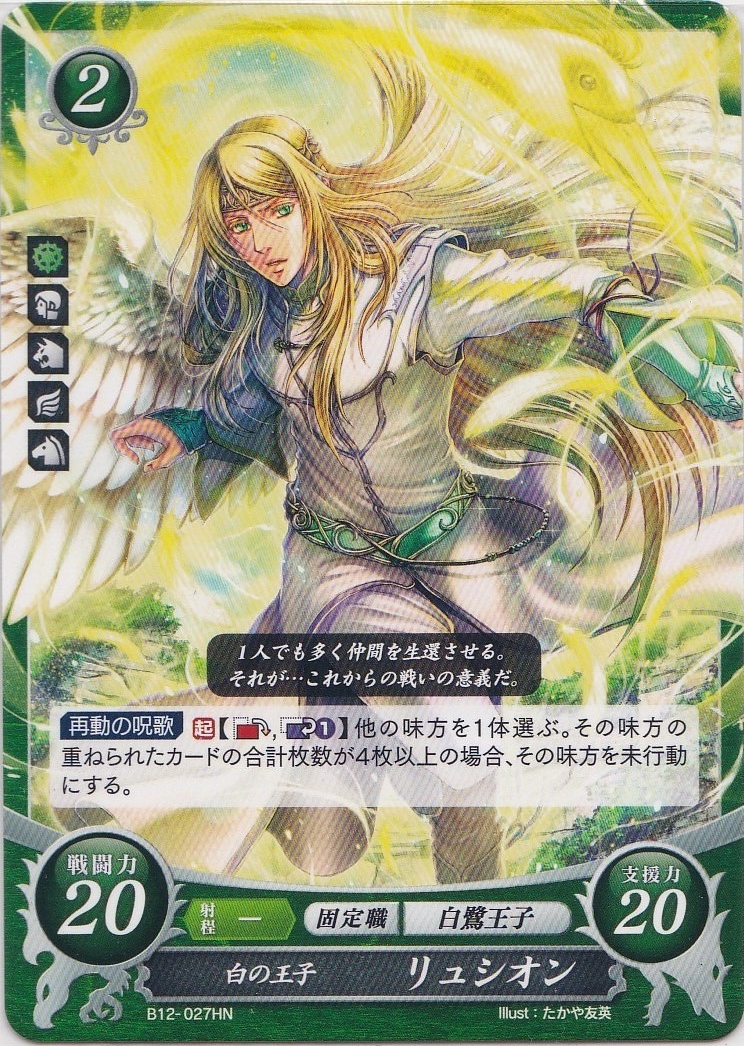 2
1人でも多く仲間を生還させる。
それが…これからの戦いの意義だ。
再動の呪歌 起【 , 1】他の味方を1体選ぶ。その味方の
重ねられたカードの合計枚数が4枚以上の場合、その味方を未行動
にする。
戦闘力
20
射程 —
固定職 白鷺王子
支援力
20
白の王子 リュシオン
B12-027HN
Illust:たかや友英